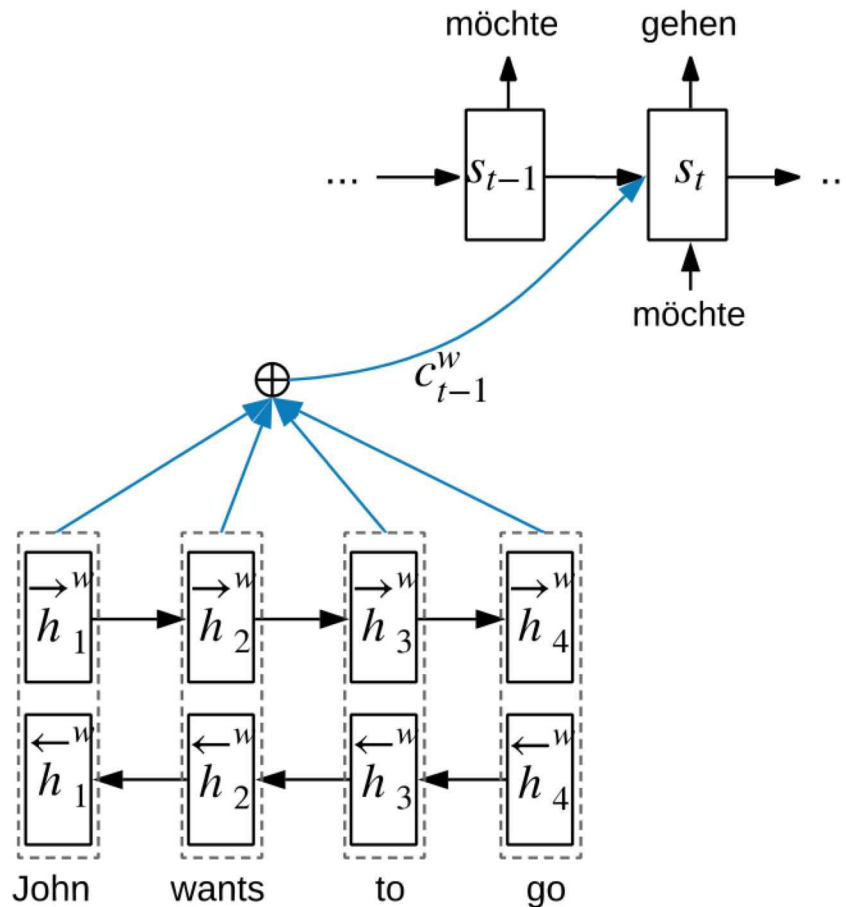 möchte gehen
... s_{t−1} s_t ..
möchte
c^w_{t−1}
→h^w_1 →h^w_2 →h^w_3 →h^w_4
←h^w_1 ←h^w_2 ←h^w_3 ←h^w_4
John wants to go